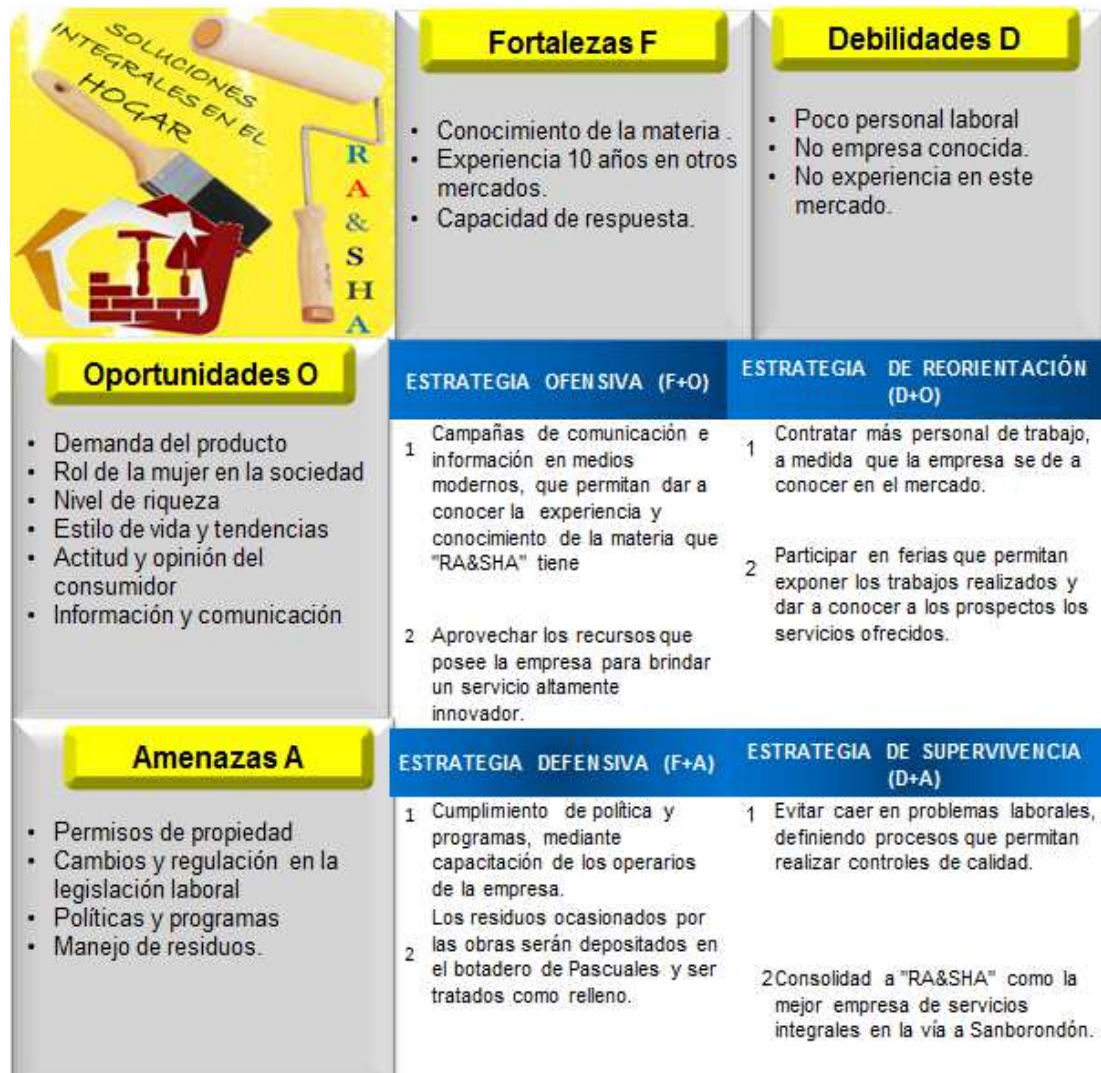 SOLUCIONES
INTEGRALES EN EL
HOGAR
R
A
&
S
H
A
Fortalezas F
• Conocimiento de la materia .
• Experiencia 10 años en otros
mercados.
• Capacidad de respuesta.
Debilidades D
• Poco personal laboral
• No empresa conocida.
• No experiencia en este
mercado.
Oportunidades O
• Demanda del producto
• Rol de la mujer en la sociedad
• Nivel de riqueza
• Estilo de vida y tendencias
• Actitud y opinión del
consumidor
• Información y comunicación
ESTRATEGIA OFENSIVA (F+O)
1 Campañas de comunicación e
información en medios
modernos, que permitan dar a
conocer la experiencia y
conocimiento de la materia que
"RA&SHA" tiene
2 Aprovechar los recursos que
posee la empresa para brindar
un servicio altamente
innovador.
ESTRATEGIA DE REORIENTACIÓN
(D+O)
1 Contratar más personal de trabajo,
a medida que la empresa se de a
conocer en el mercado.
2 Participar en ferias que permitan
exponer los trabajos realizados y
dar a conocer a los prospectos los
servicios ofrecidos.
Amenazas A
• Permisos de propiedad
• Cambios y regulación en la
legislación laboral
• Políticas y programas
• Manejo de residuos.
ESTRATEGIA DEFENSIVA (F+A)
1 Cumplimiento de política y
programas, mediante
capacitación de los operarios
de la empresa.
Los residuos ocasionados por
2 las obras serán depositados en
el botadero de Pascuales y ser
tratados como relleno.
ESTRATEGIA DE SUPERVIVENCIA
(D+A)
1 Evitar caer en problemas laborales,
definiendo procesos que permitan
realizar controles de calidad.
2 Consolidad a "RA&SHA" como la
mejor empresa de servicios
integrales en la vía a Sanborondón.